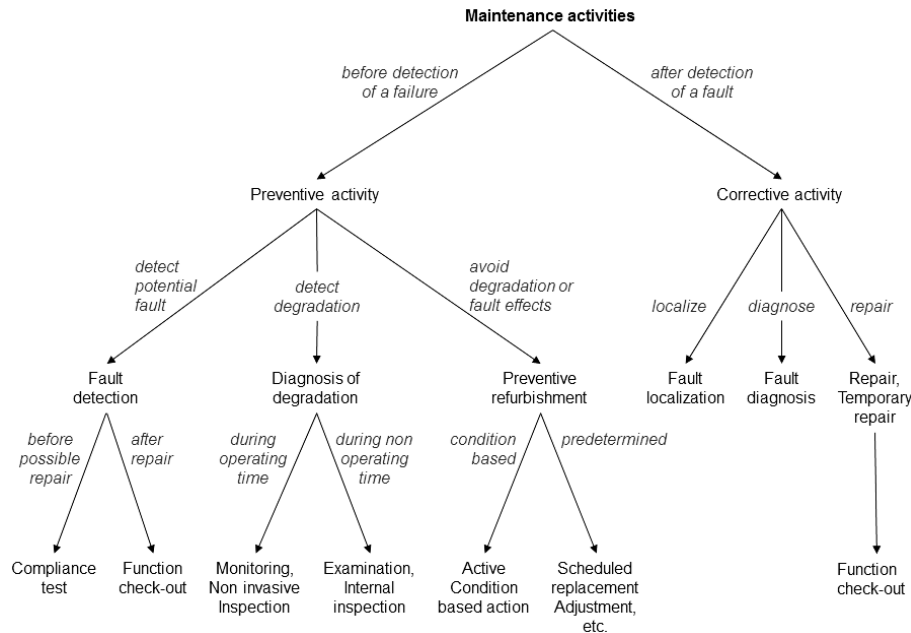 Maintenance activities
before detection
of a failure
after detection
of a fault
Preventive activity
Corrective activity
detect
potential
fault
detect
degradation
avoid
degradation or
fault effects
localize
diagnose
repair
Fault
detection
Diagnosis of
degradation
Preventive
refurbishment
Fault
localization
Fault
diagnosis
Repair,
Temporary
repair
before
possible
repair
after
repair
during
operating
time
during non
operating
time
condition
based
predetermined
Compliance
test
Function
check-out
Monitoring,
Non invasive
Inspection
Examination,
Internal
inspection
Active
Condition
based action
Scheduled
replacement
Adjustment,
etc.
Function
check-out